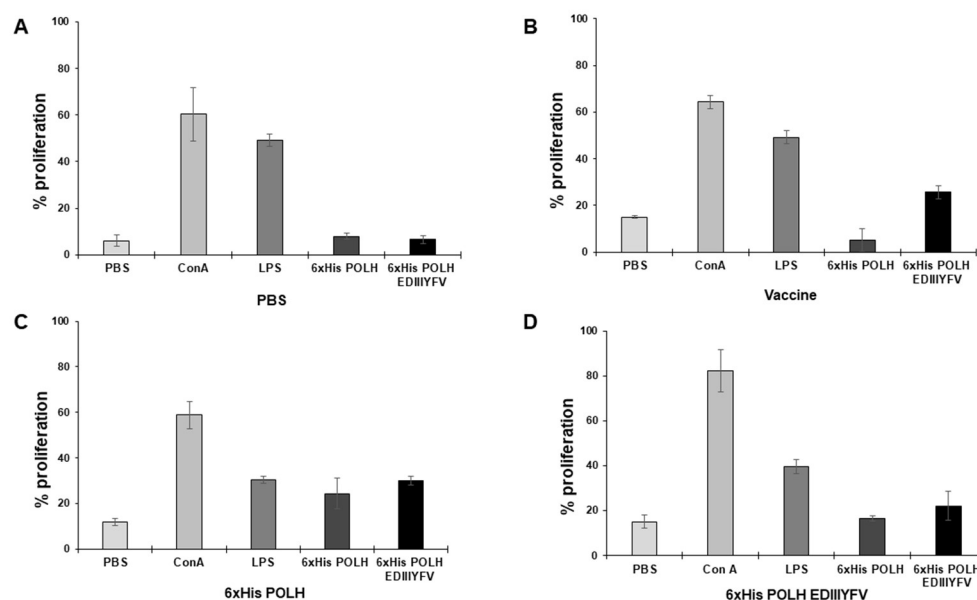 A
% proliferation
100
80
60
40
20
0
PBS
ConA
LPS
6xHis POLH
6xHis POLH
EDIIIYFV
PBS
B
% proliferation
100
80
60
40
20
0
PBS
ConA
LPS
6xHis POLH
6xHis POLH
EDIIIYFV
Vaccine
C
% proliferation
100
80
60
40
20
0
PBS
ConA
LPS
6xHis POLH
6xHis POLH
EDIIIYFV
6xHis POLH
D
% proliferation
100
80
60
40
20
0
PBS
Con A
LPS
6xHis POLH
6xHis POLH
EDIIIYFV
6xHis POLH EDIIIYFV